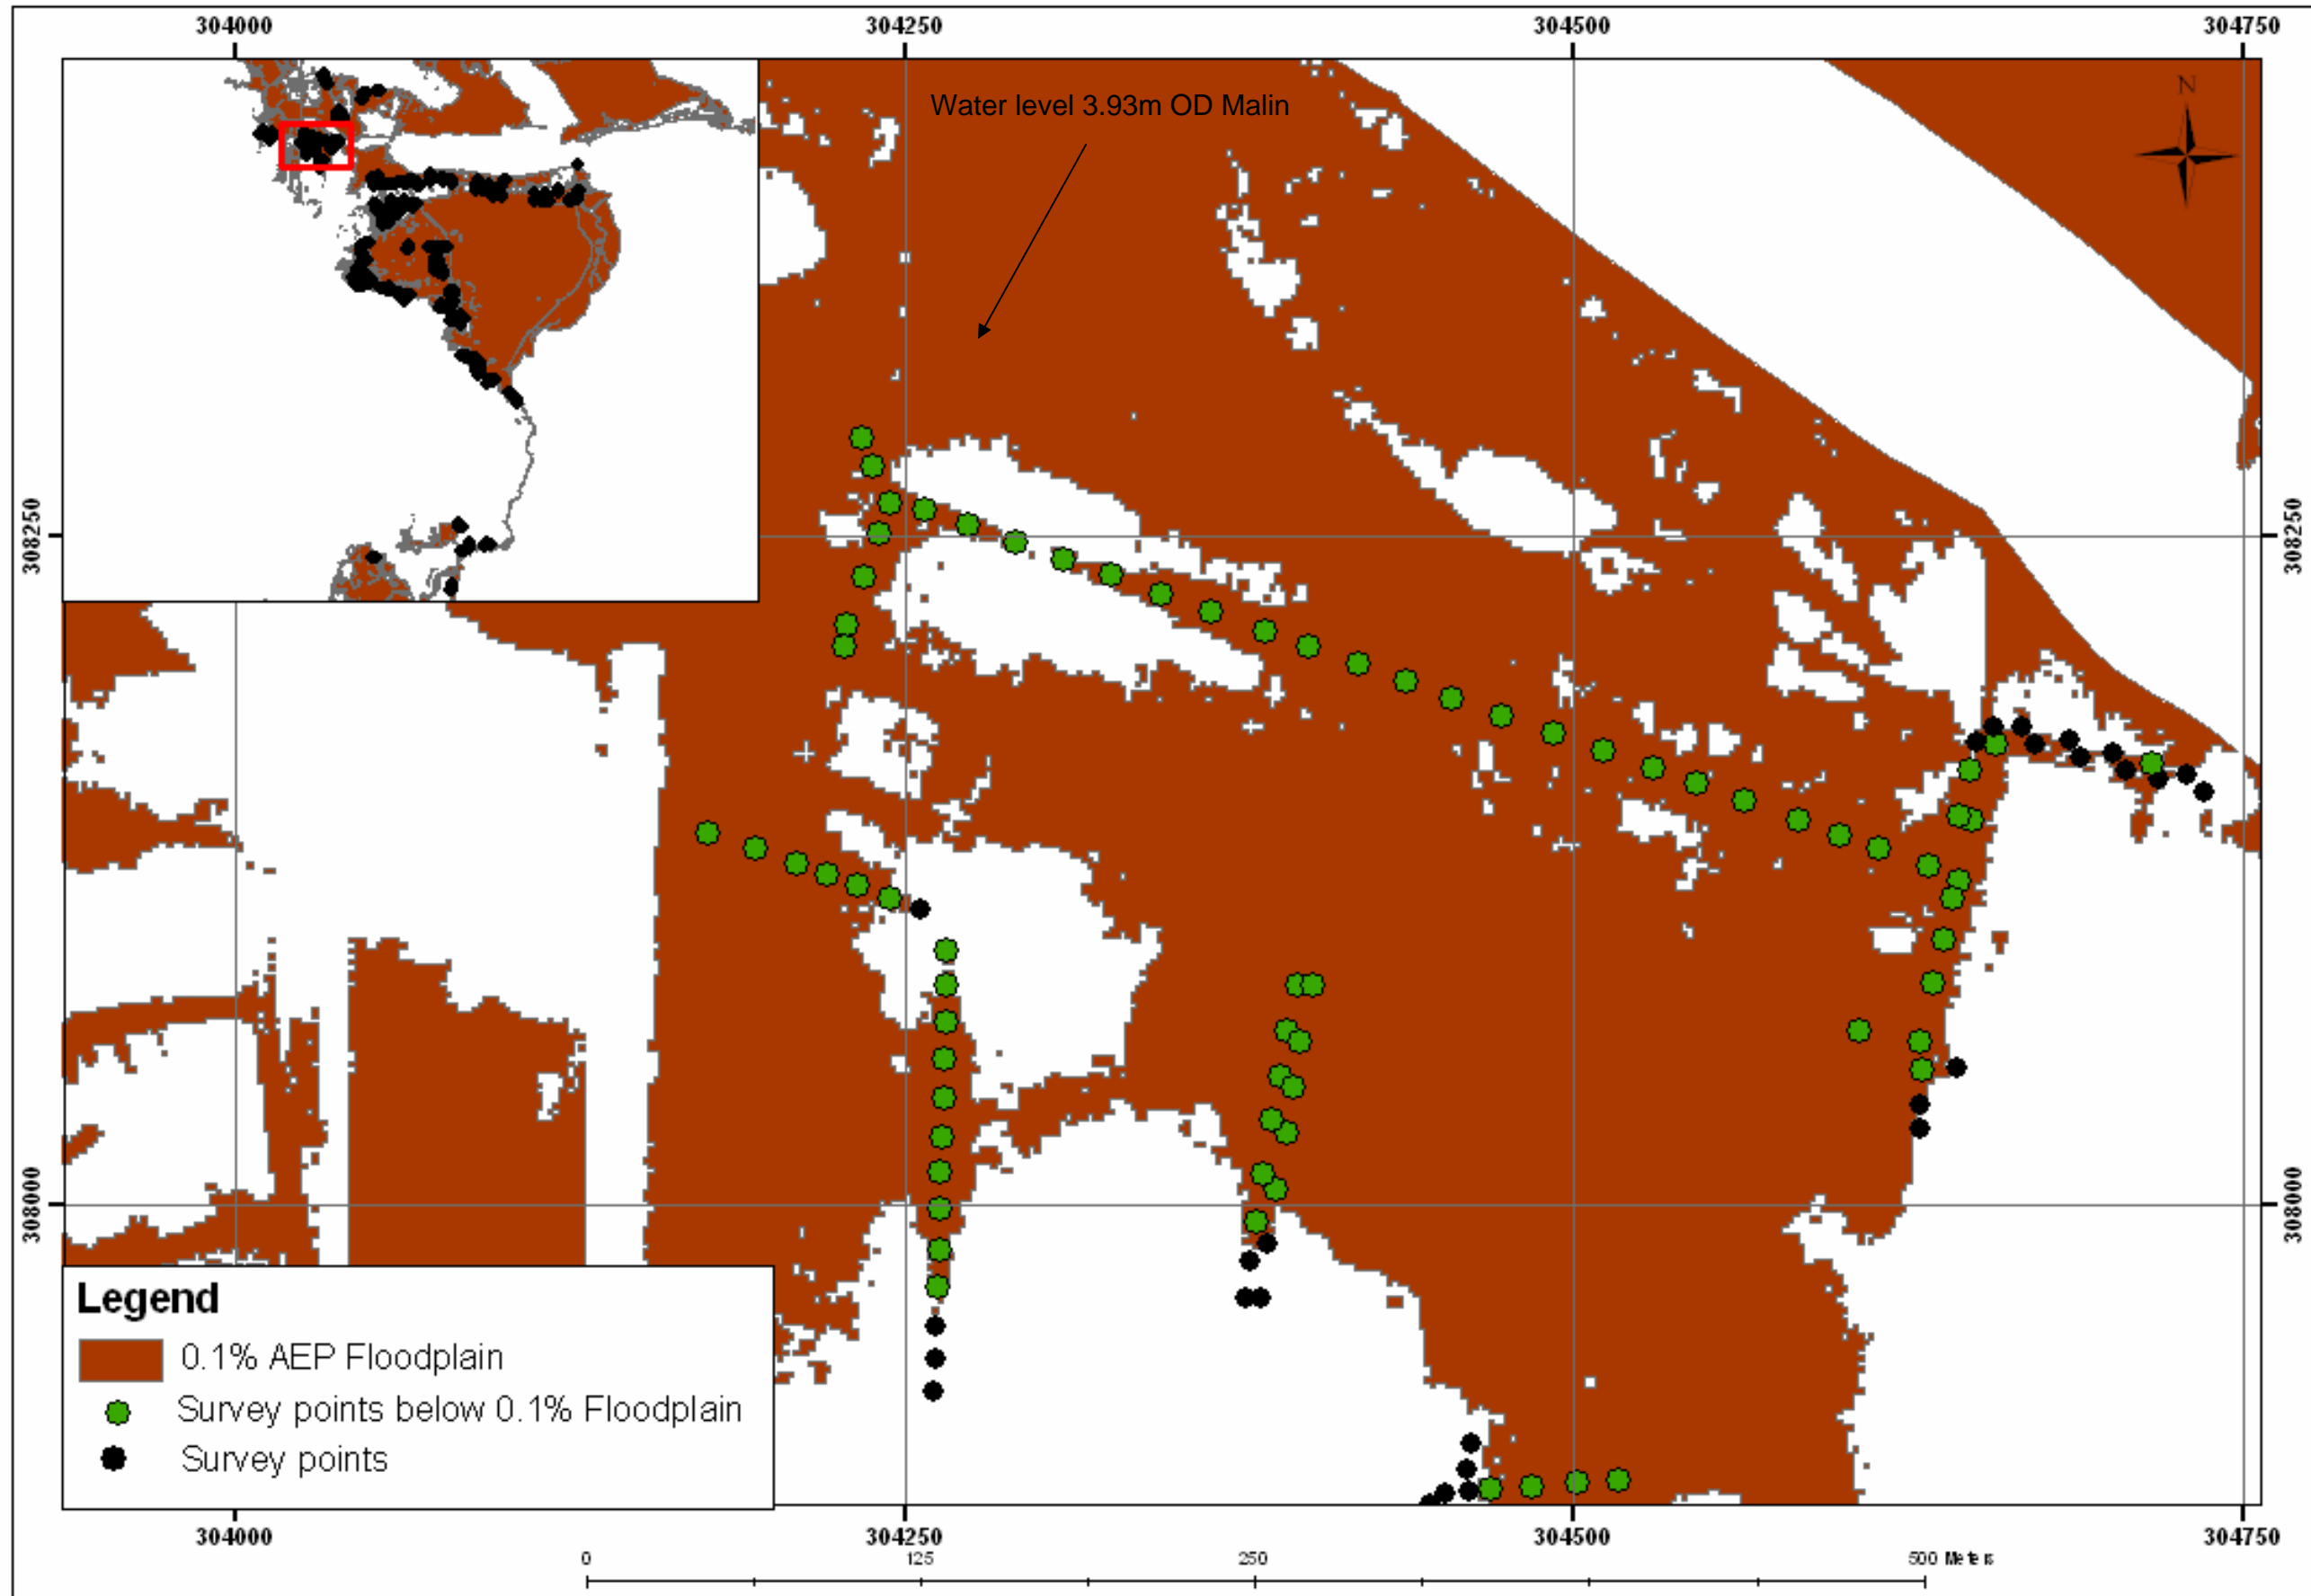 304000 304250 304500 304750
Water level 3.93m OD Malin
N
308250 308250
308000 308000
Legend
0.1% AEP Floodplain
Survey points below 0.1% Floodplain
Survey points
304000 304250 304500 304750
0 125 250 500 Meters